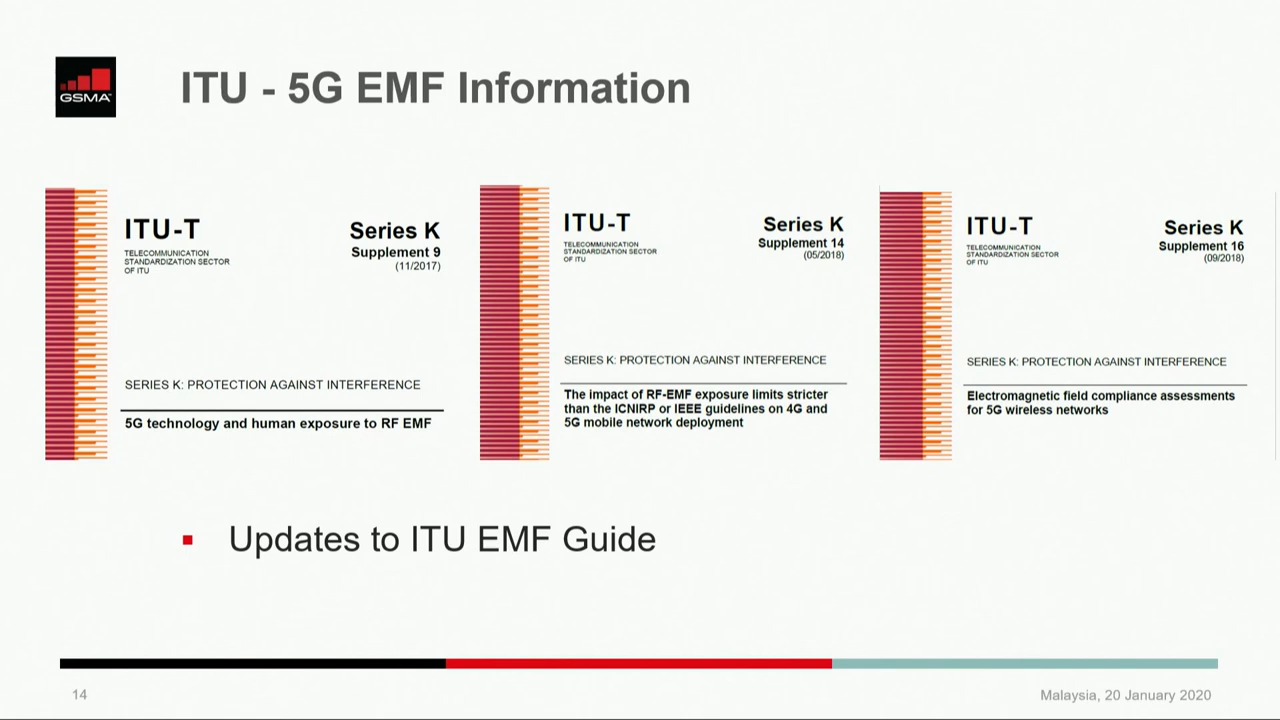 GSMA
ITU - 5G EMF Information
ITU-T
TELECOMMUNICATION
STANDARDIZATION SECTOR
OF ITU
Series K
Supplement 9
(11/2017)
SERIES K: PROTECTION AGAINST INTERFERENCE
5G technology and human exposure to RF EMF
ITU-T
TELECOMMUNICATION
STANDARDIZATION SECTOR
OF ITU
Series K
Supplement 14
(05/2018)
SERIES K: PROTECTION AGAINST INTERFERENCE
The impact of RF-EMF exposure limits stricter
than the ICNIRP or IEEE guidelines on 4G and
5G mobile network deployment
ITU-T
TELECOMMUNICATION
STANDARDIZATION SECTOR
OF ITU
Series K
Supplement 16
(09/2018)
SERIES K: PROTECTION AGAINST INTERFERENCE
Electromagnetic field compliance assessments
for 5G wireless networks
Updates to ITU EMF Guide
14
Malaysia, 20 January 2020